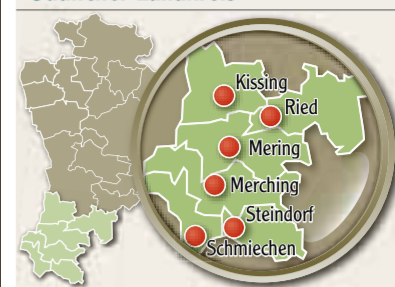 Kissing
Ried
Mering
Merching
Steindorf
Schmiechen